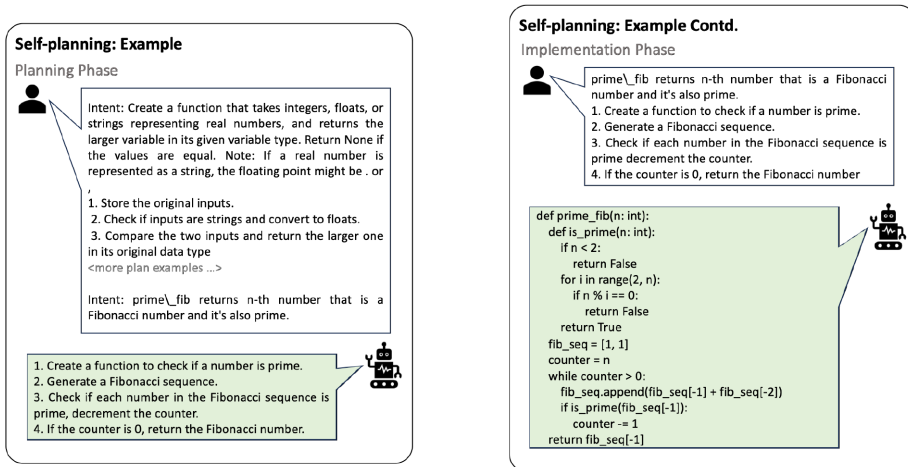 Self-planning: Example
Planning Phase
Intent: Create a function that takes integers, floats, or
strings representing real numbers, and returns the
larger variable in its given variable type. Return None if
the values are equal. Note: If a real number is
represented as a string, the floating point might be . or
,
1. Store the original inputs.
2. Check if inputs are strings and convert to floats.
3. Compare the two inputs and return the larger one
in its original data type
<more plan examples ...>
Intent: prime\_fib returns n-th number that is a
Fibonacci number and it's also prime.
1. Create a function to check if a number is prime.
2. Generate a Fibonacci sequence.
3. Check if each number in the Fibonacci sequence is
prime, decrement the counter.
4. If the counter is 0, return the Fibonacci number.
Self-planning: Example Contd.
Implementation Phase
prime\_fib returns n-th number that is a Fibonacci
number and it's also prime.
1. Create a function to check if a number is prime.
2. Generate a Fibonacci sequence.
3. Check if each number in the Fibonacci sequence is
prime decrement the counter.
4. If the counter is 0, return the Fibonacci number
def prime_fib(n: int):
def is_prime(n: int):
if n < 2:
return False
for i in range(2, n):
if n % i == 0:
return False
return True
fib_seq = [1, 1]
counter = n
while counter > 0:
fib_seq.append(fib_seq[-1] + fib_seq[-2])
if is_prime(fib_seq[-1]):
counter -= 1
return fib_seq[-1]